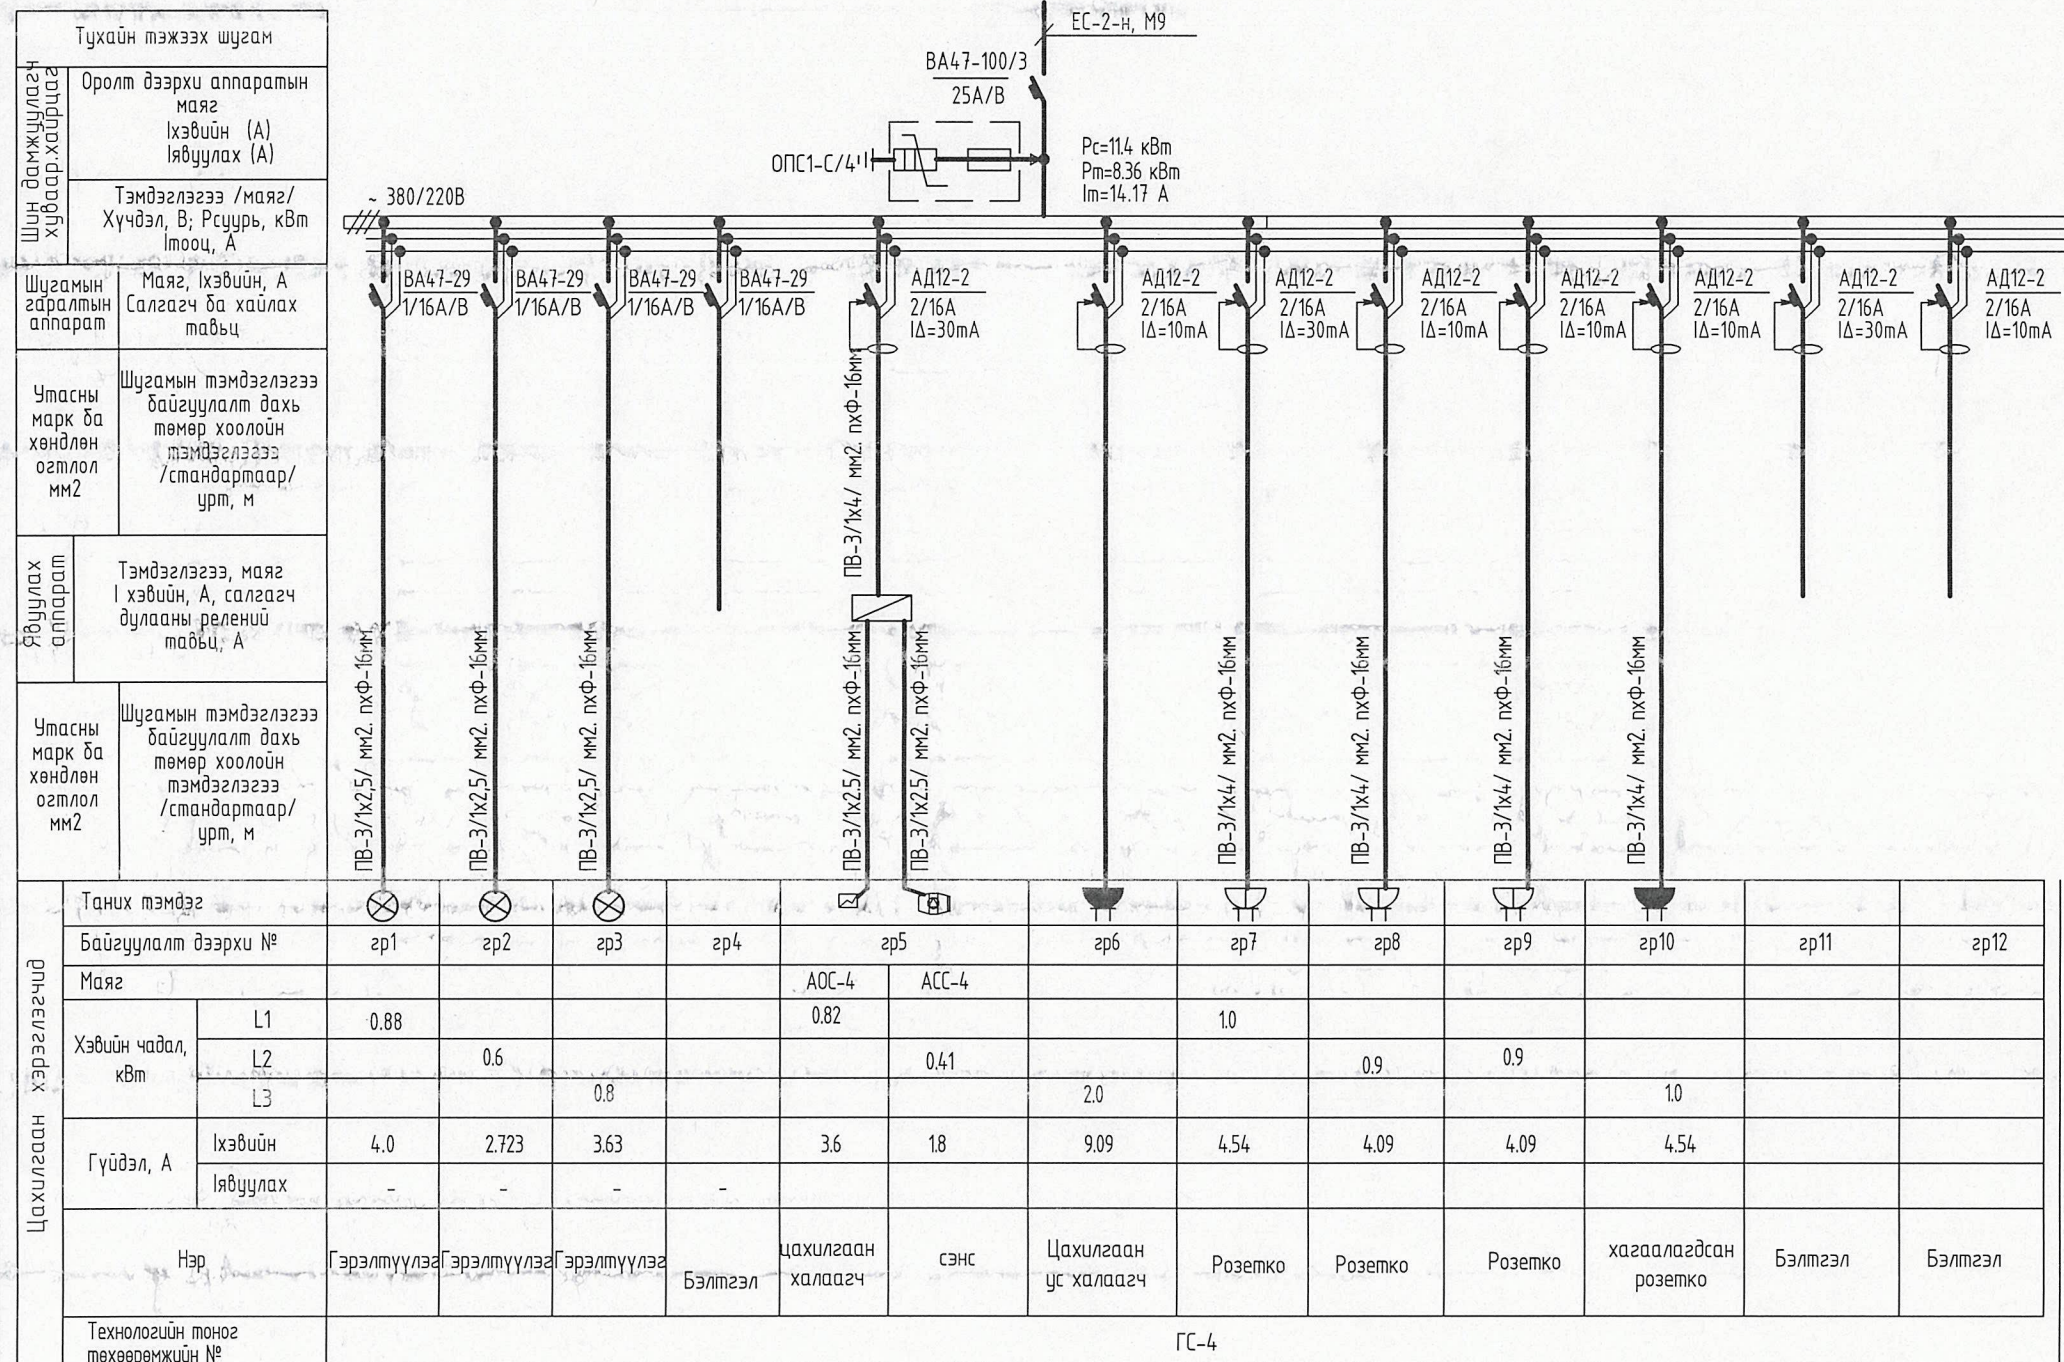 Тухайн тэжээх шугам
Шин дамжуулагч
хуваар.хайрцаг
Оролт дээрхи аппаратын
маяг
Iхэвийн (А)
Iявуулах (А)
Тэмдэглэгээ /маяг/
Хүчдэл, В; Рсуурь, кВт
Iтооц, А
ЕС-2-н, М9
ВА47-100/3
25А/В
ОПС1-С/4
Рс=11.4 кВт
Рт=8.36 кВт
Iт=14.17 А
~ 380/220В
Шугамын
гаралтын
аппарат
Маяг, Iхэвийн, А
Салгагч ба хайлах
тавьц
ВА47-29
1/16А/В
ВА47-29
1/16А/В
ВА47-29
1/16А/В
ВА47-29
1/16А/В
АД12-2
2/16А
IΔ=30mA
АД12-2
2/16А
IΔ=10mA
АД12-2
2/16А
IΔ=30mA
АД12-2
2/16А
IΔ=10mA
АД12-2
2/16А
IΔ=10mA
АД12-2
2/16А
IΔ=10mA
АД12-2
2/16А
IΔ=30mA
АД12-2
2/16А
IΔ=10mA
Утасны
марк ба
хөндлөн
огтлол
мм2
Шугамын тэмдэглэгээ
байгуулалт дахь
төмөр хоолойн
тэмдэглэгээ
/стандартаар/
урт, м
ПВ-3/1х4/ мм2. пхФ-16мм
Явуулах
аппарат
Тэмдэглэгээ, маяг
I хэвийн, А, салгагч
дулааны релений
тавьц, А
Утасны
марк ба
хөндлөн
огтлол
мм2
Шугамын тэмдэглэгээ
байгуулалт дахь
төмөр хоолойн
тэмдэглэгээ
/стандартаар/
урт, м
ПВ-3/1х2,5/ мм2. пхФ-16мм
ПВ-3/1х2,5/ мм2. пхФ-16мм
ПВ-3/1х2,5/ мм2. пхФ-16мм
ПВ-3/1х2,5/ мм2. пхФ-16мм
ПВ-3/1х2,5/ мм2. пхФ-16мм
ПВ-3/1х4/ мм2. пхФ-16мм
ПВ-3/1х4/ мм2. пхФ-16мм
ПВ-3/1х4/ мм2. пхФ-16мм
ПВ-3/1х4/ мм2. пхФ-16мм
Цахилгаан хэрэглэгчид
Таних тэмдэг
Байгуулалт дээрхи № гр1 гр2 гр3 гр4 гр5 гр6 гр7 гр8 гр9 гр10 гр11 гр12
Маяг АОС-4 АСС-4
Хэвийн чадал,
кВт
L1 0.88 0.82 1.0
L2 0.6 0.41 0.9 0.9
L3 0.8 2.0 1.0
Гүйдэл, А
Iхэвийн 4.0 2.723 3.63 3.6 1.8 9.09 4.54 4.09 4.09 4.54
Iявуулах - - - -
Нэр
Гэрэлтүүлэг
Гэрэлтүүлэг
Гэрэлтүүлэг
Бэлтгэл
цахилгаан
халаагч
сэнс
Цахилгаан
ус халаагч
Розетко
Розетко
Розетко
хагаалагдсан
розетко
Бэлтгэл
Бэлтгэл
Технологийн тоног
төхөөрөмжийн №
ГС-4